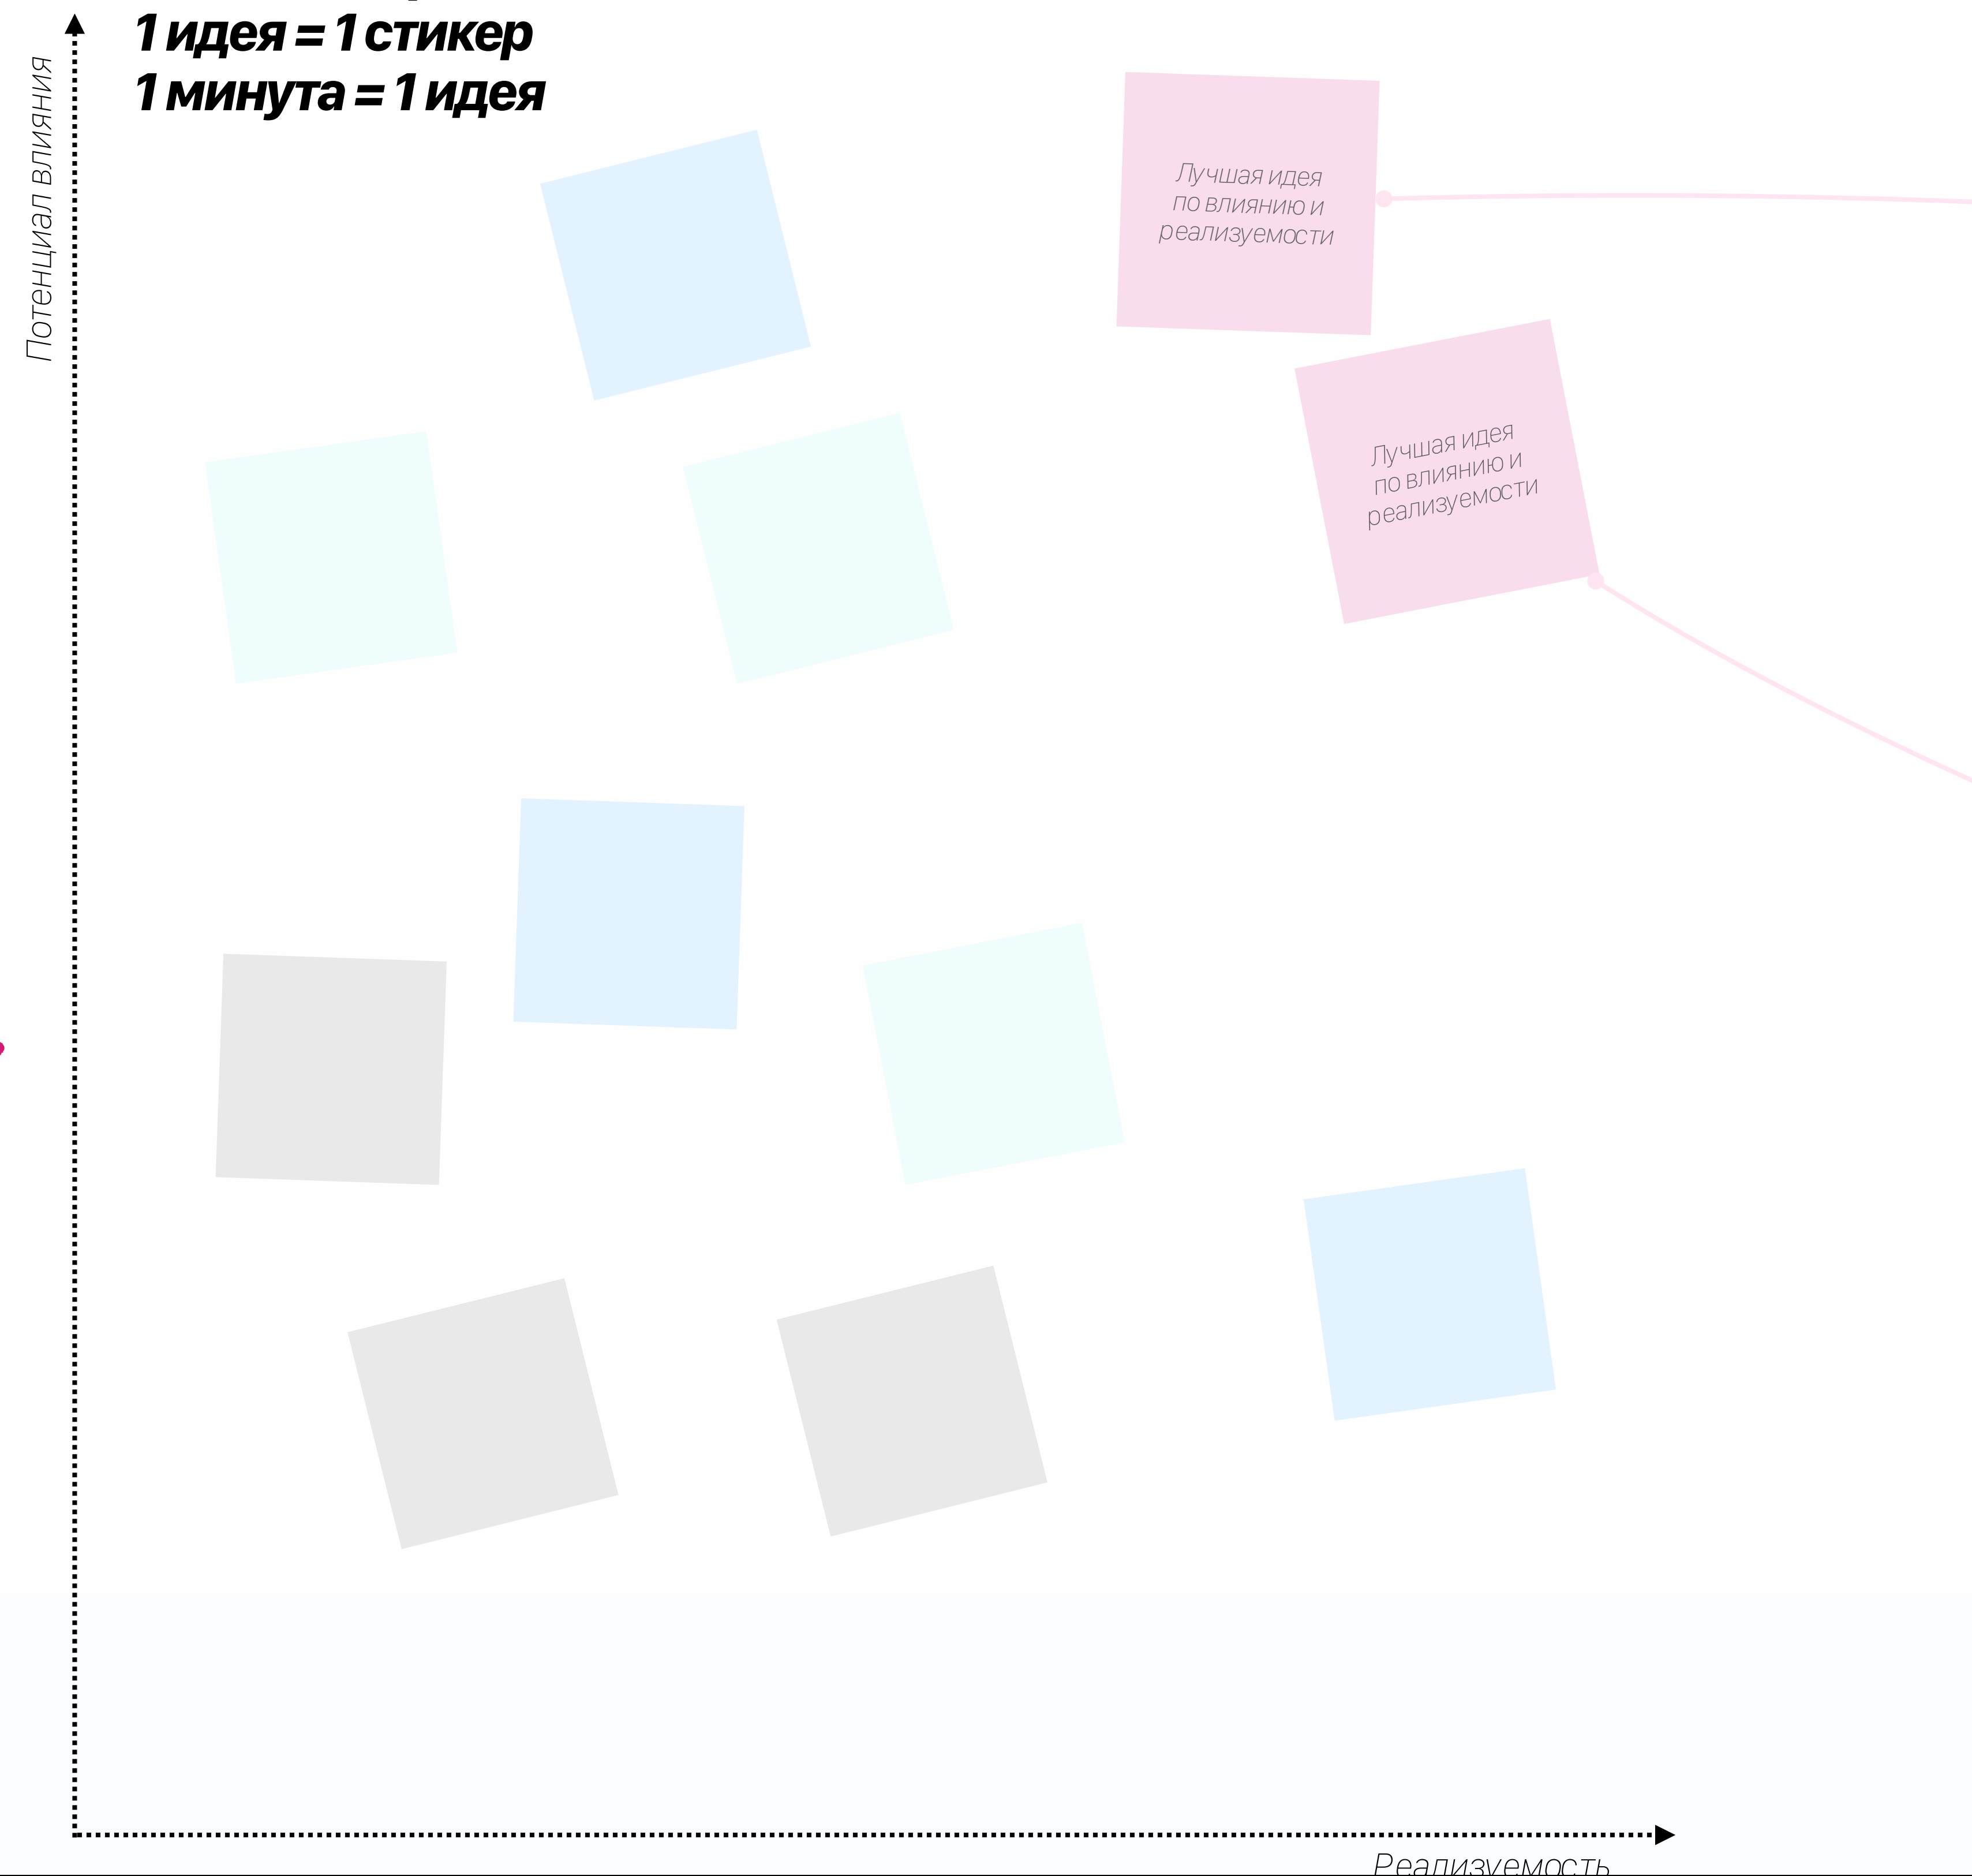 1 идея = 1 стикер
1 минута = 1 идея
Потенциал влияния
Лучшая идея
по влиянию и
реализуемости
Лучшая идея
по влиянию и
реализуемости
Реализуемость